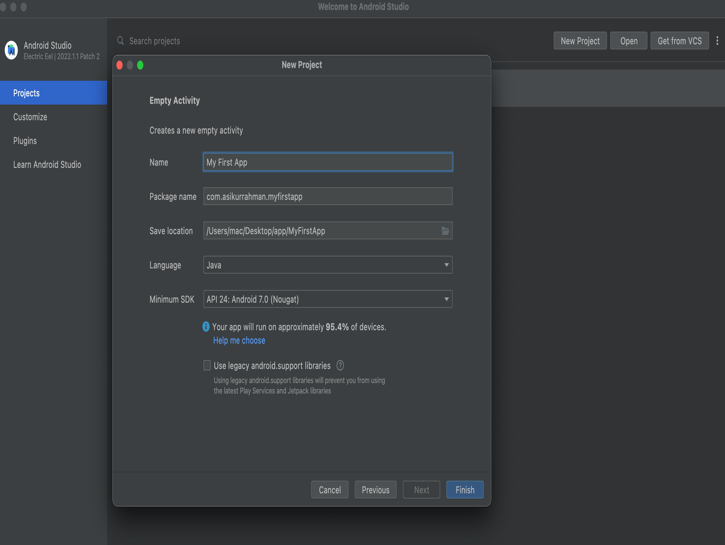 Welcome to Android Studio
Android Studio
Electric Eel | 2022.1.1 Patch 2
Search projects
New Project
Open
Get from VCS
Projects
Customize
Plugins
Learn Android Studio
New Project
Empty Activity
Creates a new empty activity
Name
My First App
Package name
com.asikurrahman.myfirstapp
Save location
/Users/mac/Desktop/app/MyFirstApp
Language
Java
Minimum SDK
API 24: Android 7.0 (Nougat)
Your app will run on approximately 95.4% of devices.
Help me choose
Use legacy android.support libraries
Using legacy android.support libraries will prevent you from using
the latest Play Services and Jetpack libraries
Cancel
Previous
Next
Finish